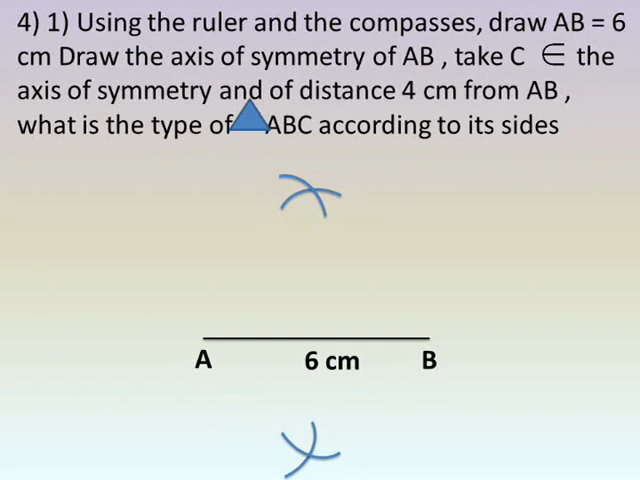 4) 1) Using the ruler and the compasses, draw AB = 6
cm Draw the axis of symmetry of AB , take C ∈ the
axis of symmetry and of distance 4 cm from AB ,
what is the type of ABC according to its sides
A 6 cm B